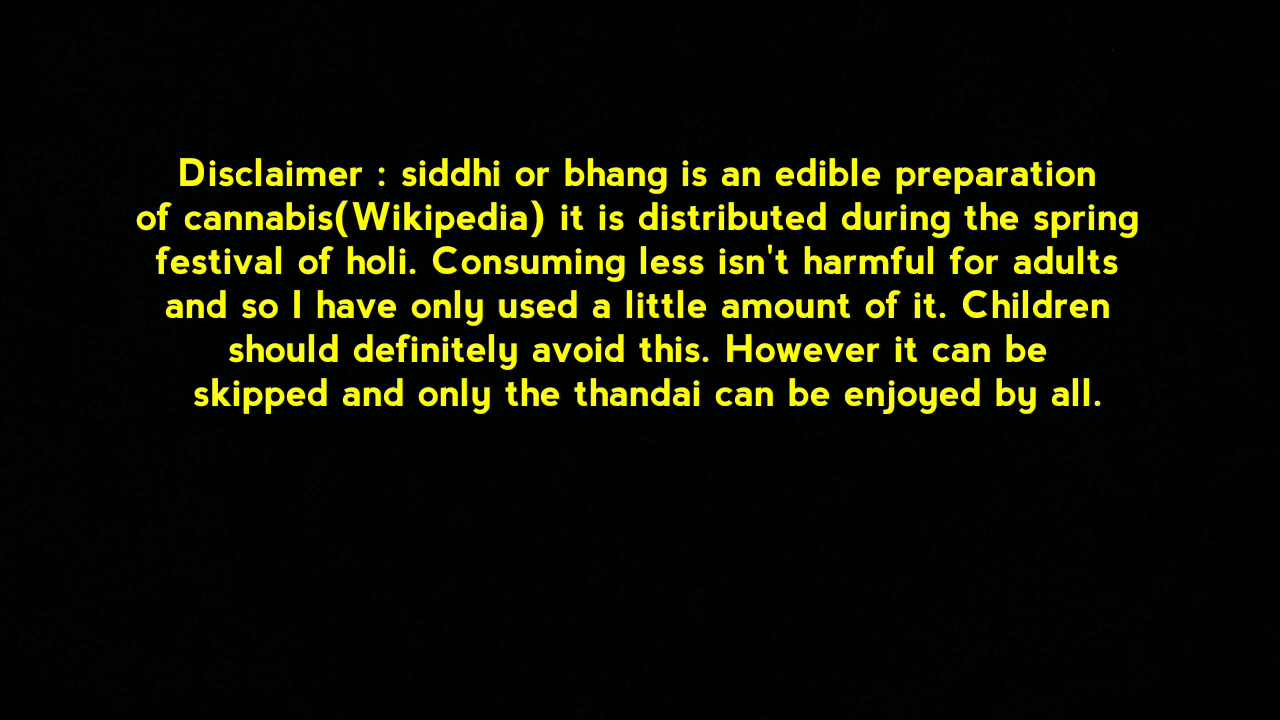 Disclaimer : siddhi or bhang is an edible preparation
of cannabis(Wikipedia) it is distributed during the spring
festival of holi. Consuming less isn't harmful for adults
and so I have only used a little amount of it. Children
should definitely avoid this. However it can be
skipped and only the thandai can be enjoyed by all.